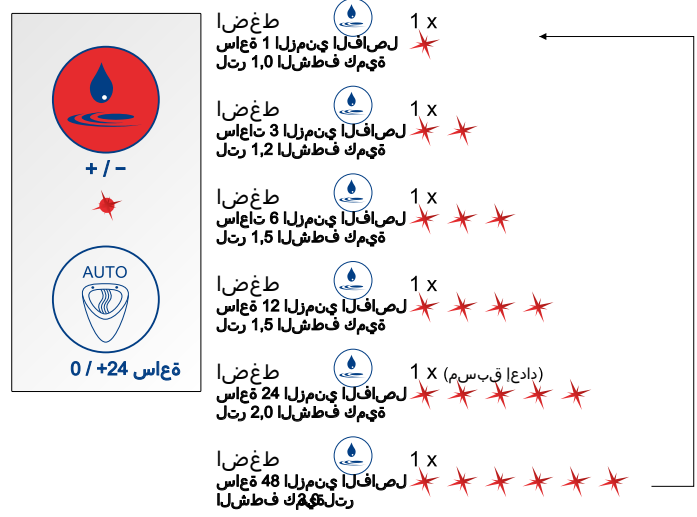 AUTO
+ / −
0 / +24 ساعة
اضغط 1 x
الفاصل الزمني 1 ساعة
كمية الشطف 1,0 لتر
اضغط 1 x
الفاصل الزمني 3 ساعات
كمية الشطف 1,2 لتر
اضغط 1 x
الفاصل الزمني 6 ساعات
كمية الشطف 1,5 لتر
اضغط 1 x
الفاصل الزمني 12 ساعة
كمية الشطف 1,5 لتر
اضغط 1 x (إعداد مسبق)
الفاصل الزمني 24 ساعة
كمية الشطف 2,0 لتر
اضغط 1 x
الفاصل الزمني 48 ساعة
كمية الشطف لتر